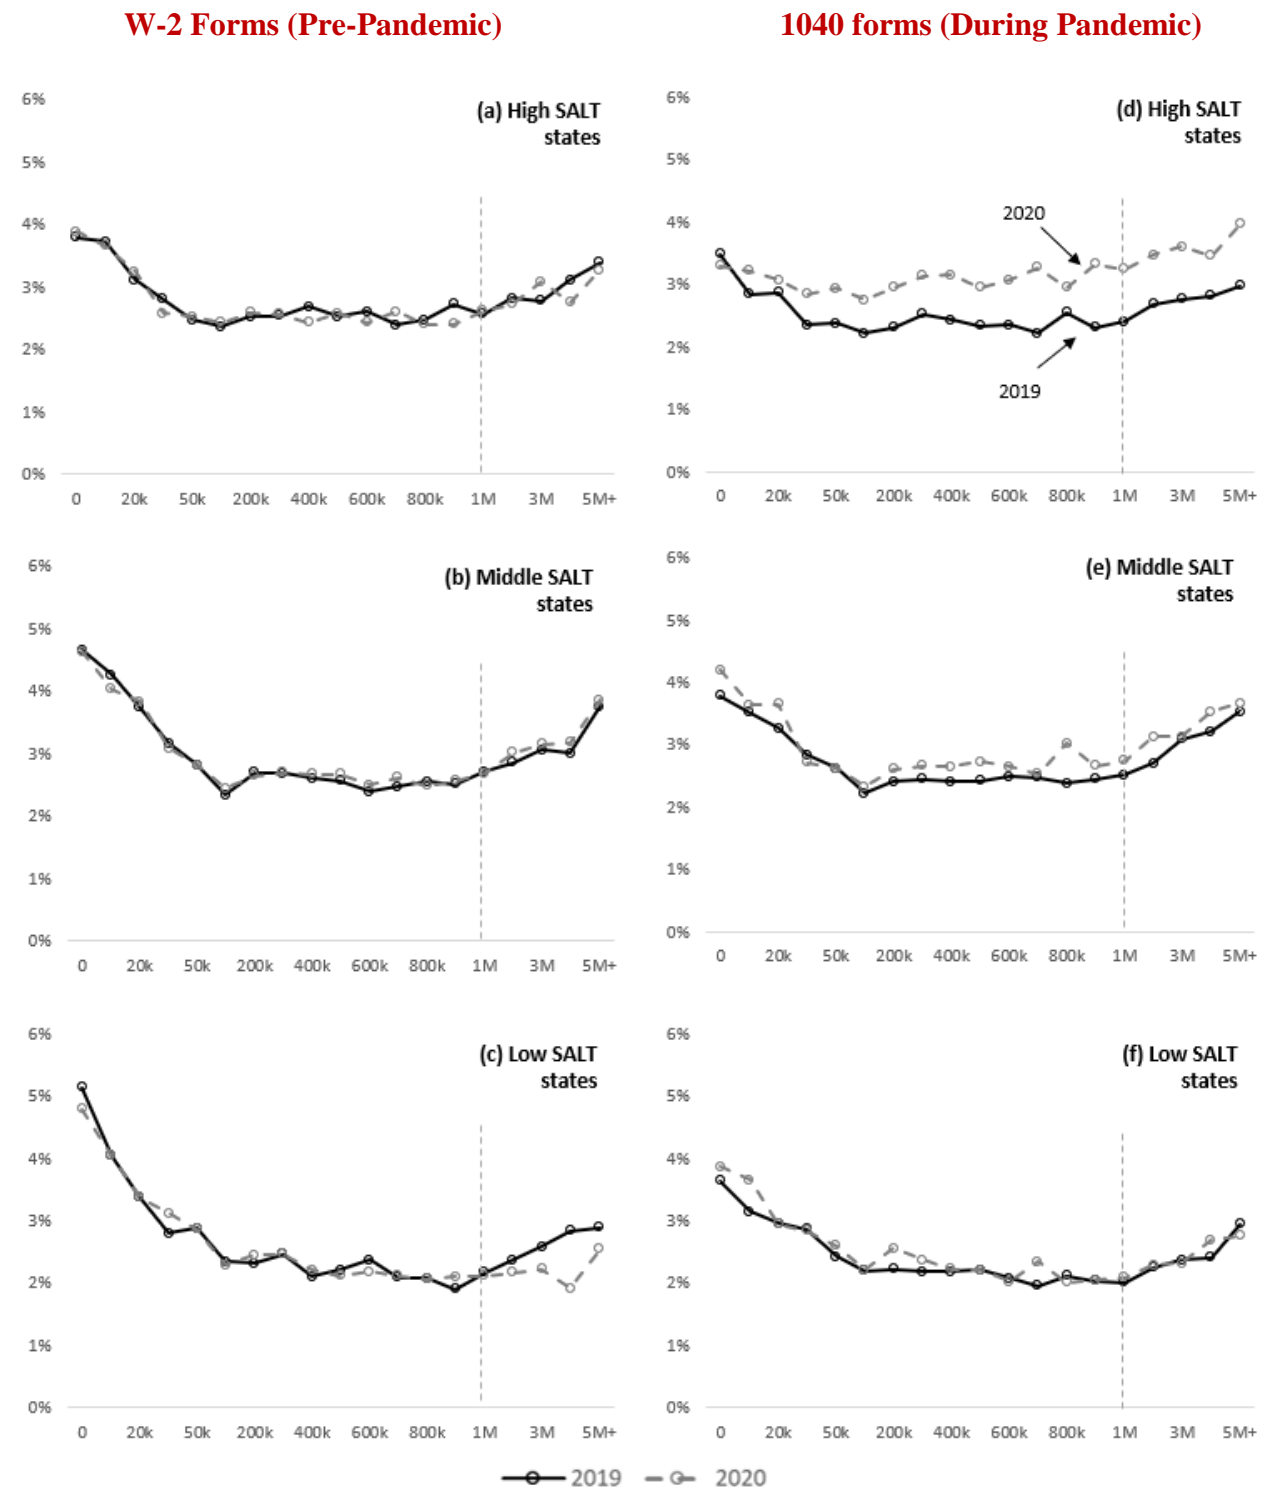 W-2 Forms (Pre-Pandemic)
1040 forms (During Pandemic)
6%
5%
4%
3%
2%
1%
0%
(a) High SALT
states
0 20k 50k 200k 400k 600k 800k 1M 3M 5M+
6%
5%
4%
3%
2%
1%
0%
(d) High SALT
states
2020
2019
0 20k 50k 200k 400k 600k 800k 1M 3M 5M+
6%
5%
4%
3%
2%
1%
0%
(b) Middle SALT
states
0 20k 50k 200k 400k 600k 800k 1M 3M 5M+
6%
5%
4%
3%
2%
1%
0%
(e) Middle SALT
states
0 20k 50k 200k 400k 600k 800k 1M 3M 5M+
6%
5%
4%
3%
2%
1%
0%
(c) Low SALT
states
0 20k 50k 200k 400k 600k 800k 1M 3M 5M+
6%
5%
4%
3%
2%
1%
0%
(f) Low SALT
states
0 20k 50k 200k 400k 600k 800k 1M 3M 5M+
2019 2020